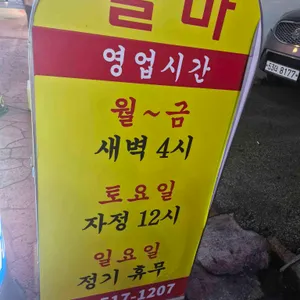 영업시간
월~금
새벽 4시
토요일
자정 12시
일요일
정기 휴무
517-1207